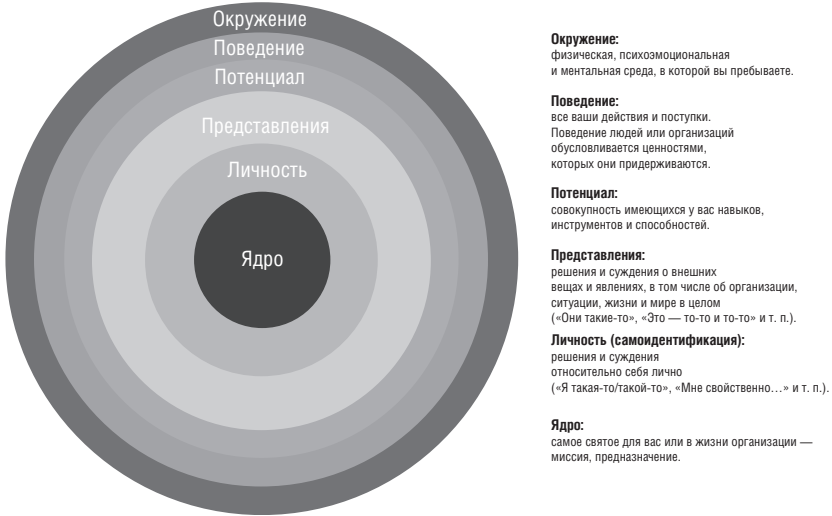 Окружение
Поведение
Потенциал
Представления
Личность
Ядро
Окружение:
физическая, психоэмоциональная
и ментальная среда, в которой вы пребываете.
Поведение:
все ваши действия и поступки.
Поведение людей или организаций
обусловливается ценностями,
которых они придерживаются.
Потенциал:
совокупность имеющихся у вас навыков,
инструментов и способностей.
Представления:
решения и суждения о внешних
вещах и явлениях, в том числе об организации,
ситуации, жизни и мире в целом
(«Они такие-то», «Это — то-то и то-то» и т. п.).
Личность (самоидентификация):
решения и суждения
относительно себя лично
(«Я такая-то/такой-то», «Мне свойственно…» и т. п.).
Ядро:
самое святое для вас или в жизни организации —
миссия, предназначение.